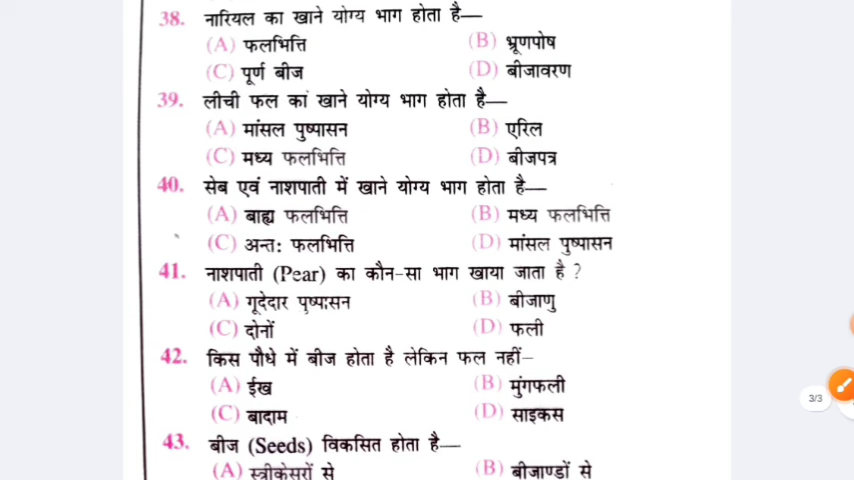 38. नारियल का खाने योग्य भाग होता है—
(A) फलभित्ति (B) भ्रूणपोष
(C) पूर्ण बीज (D) बीजावरण
39. लीची फल का खाने योग्य भाग होता है—
(A) मांसल पुष्पासन (B) एरिल
(C) मध्य फलभित्ति (D) बीजपत्र
40. सेब एवं नाशपाती में खाने योग्य भाग होता है—
(A) बाह्य फलभित्ति (B) मध्य फलभित्ति
(C) अन्त: फलभित्ति (D) मांसल पुष्पासन
41. नाशपाती (Pear) का कौन-सा भाग खाया जाता है ?
(A) गूदेदार पुष्पासन (B) बीजाणु
(C) दोनों (D) फली
42. किस पौधे में बीज होता है लेकिन फल नहीं–
(A) ईख (B) मुंगफली
(C) बादाम (D) साइकस
3/3
43. बीज (Seeds) विकसित होता है—
(A) स्त्रीकेसरों से (B) बीजाण्डों से